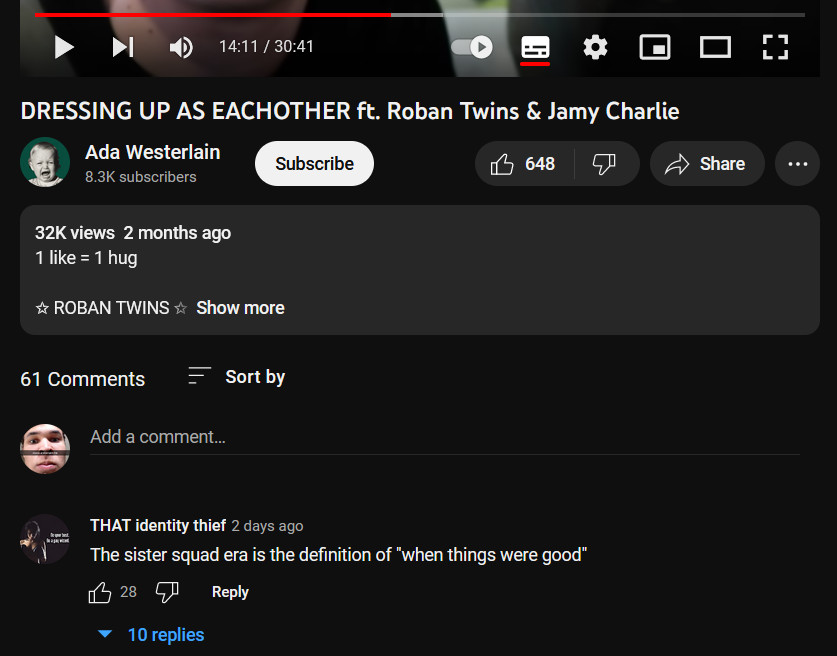 14:11 / 30:41
DRESSING UP AS EACHOTHER ft. Roban Twins & Jamy Charlie
Ada Westerlain
8.3K subscribers
Subscribe
648
Share
32K views 2 months ago
1 like = 1 hug
☆ ROBAN TWINS ☆ Show more
61 Comments
Sort by
Add a comment...
THAT identity thief 2 days ago
The sister squad era is the definition of "when things were good"
28
Reply
10 replies